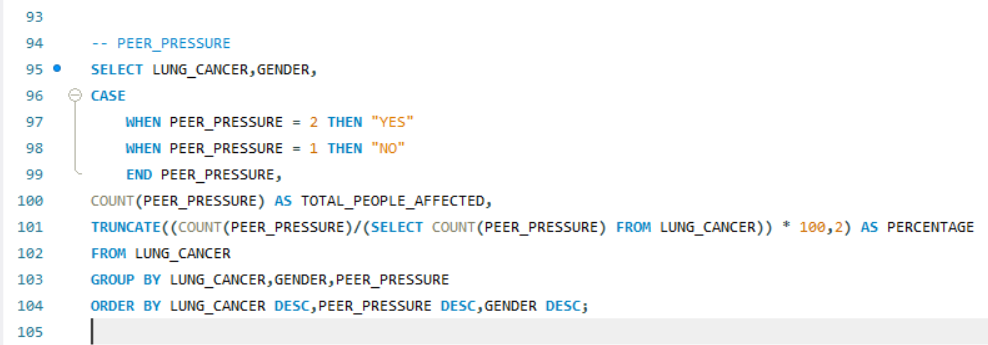 93
94 -- PEER_PRESSURE
95 SELECT LUNG_CANCER,GENDER,
96 CASE
97 WHEN PEER_PRESSURE = 2 THEN "YES"
98 WHEN PEER_PRESSURE = 1 THEN "NO"
99 END PEER_PRESSURE,
100 COUNT(PEER_PRESSURE) AS TOTAL_PEOPLE_AFFECTED,
101 TRUNCATE((COUNT(PEER_PRESSURE)/(SELECT COUNT(PEER_PRESSURE) FROM LUNG_CANCER)) * 100,2) AS PERCENTAGE
102 FROM LUNG_CANCER
103 GROUP BY LUNG_CANCER,GENDER,PEER_PRESSURE
104 ORDER BY LUNG_CANCER DESC,PEER_PRESSURE DESC,GENDER DESC;
105